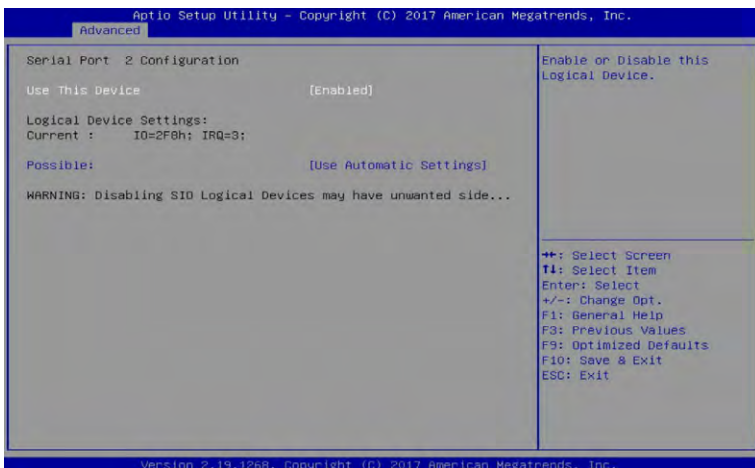 Aptio Setup Utility - Copyright (C) 2017 American Megatrends, Inc.
Advanced
Serial Port 2 Configuration
Use This Device [Enabled]
Logical Device Settings:
Current : IO=2F8h; IRQ=3;
Possible: [Use Automatic Settings]
WARNING: Disabling SIO Logical Devices may have unwanted side...
Enable or Disable this
Logical Device.
→←: Select Screen
↑↓: Select Item
Enter: Select
+/-: Change Opt.
F1: General Help
F3: Previous Values
F9: Optimized Defaults
F10: Save & Exit
ESC: Exit
Version 2.19.1268. Copyright (C) 2017 American Megatrends, Inc.